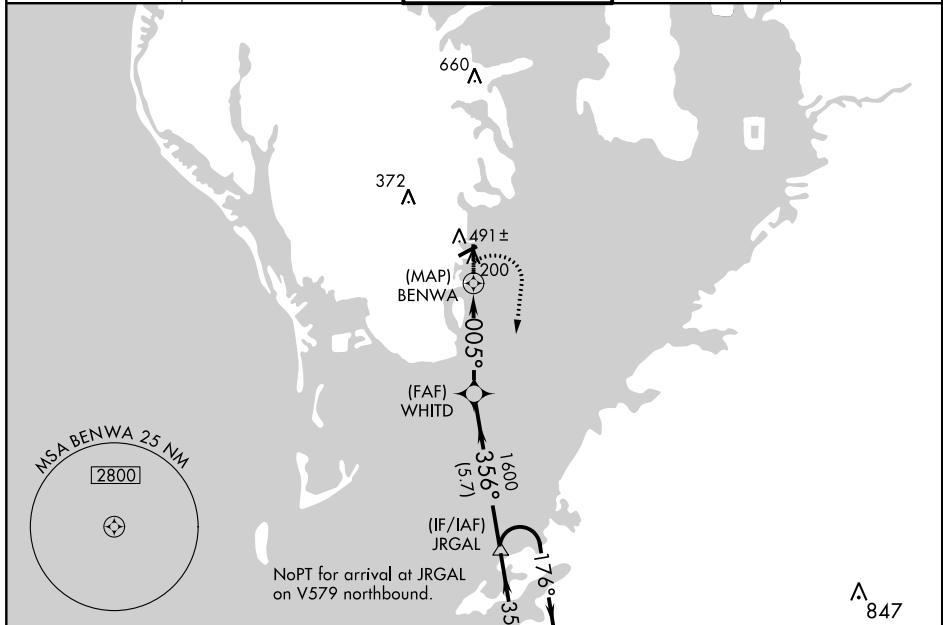 660
372
491±
200
(MAP)
BENWA
005°
(FAF)
WHITD
MSA BENWA 25 NM
2800
1600
356°
(5.7)
(IF/IAF)
JRGAL
NoPT for arrival at JRGAL
on V579 northbound.
176°
35
847